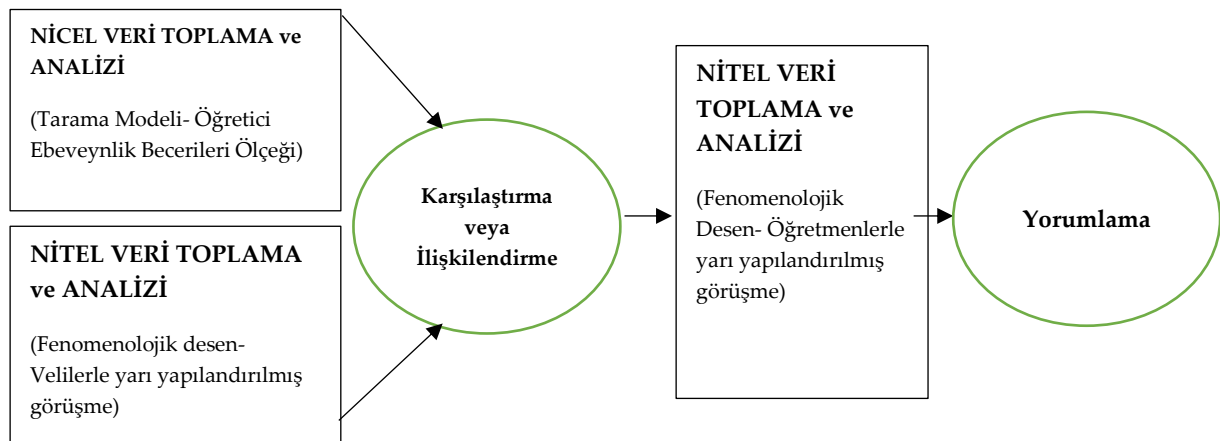 NİCEL VERİ TOPLAMA ve
ANALİZİ
(Tarama Modeli- Öğretici
Ebeveynlik Becerileri Ölçeği)
NİTEL VERİ TOPLAMA
ve ANALİZİ
(Fenomenolojik desen-
Velilerle yarı yapılandırılmış
görüşme)
Karşılaştırma
veya
İlişkilendirme
NİTEL VERİ
TOPLAMA ve
ANALİZİ
(Fenomenolojik
Desen- Öğretmenlerle
yarı yapılandırılmış
görüşme)
Yorumlama